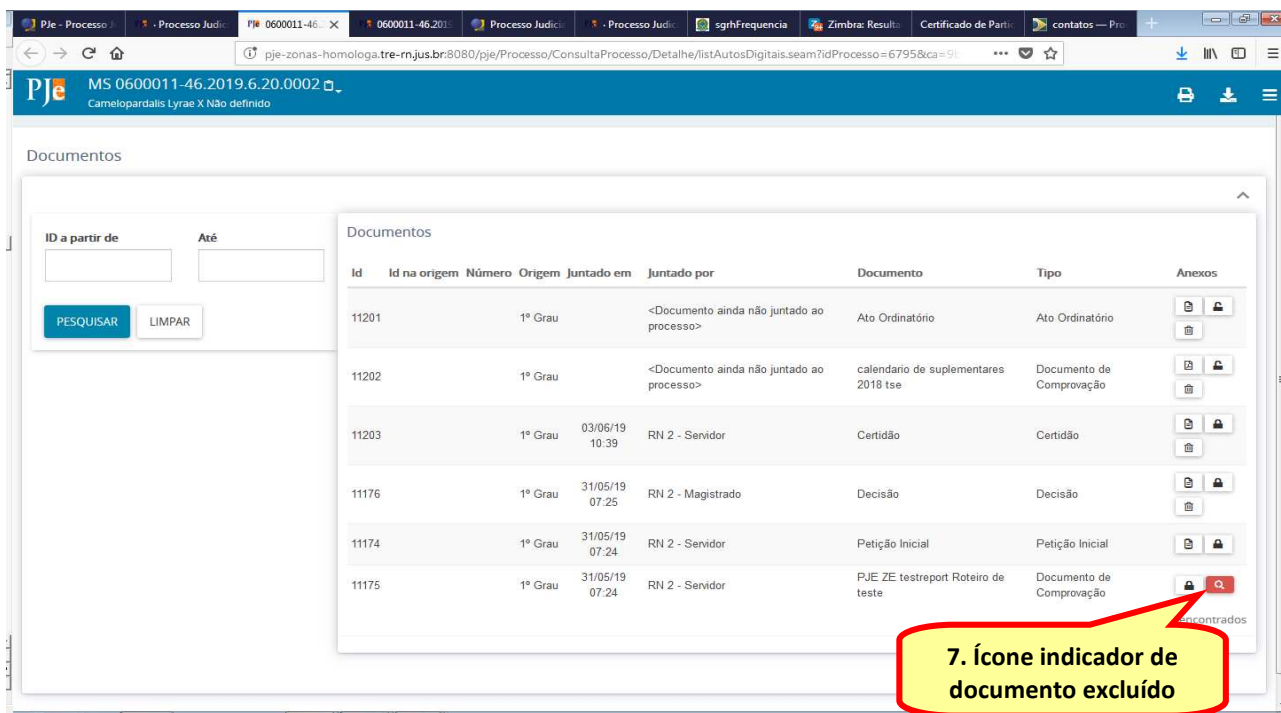 PJe - Processo J
· Processo Judic
PJe 0600011-46. ×
0600011-46.2019
Processo Judicia
· Processo Judic
sgrhFrequencia
Zimbra: Resulta
Certificado de Partic
contatos — Pro
pje-zonas-homologa.tre-rn.jus.br:8080/pje/Processo/ConsultaProcesso/Detalhe/listAutosDigitais.seam?idProcesso=6795&ca=9
PJe
MS 0600011-46.2019.6.20.0002
Camelopardalis Lyrae X Não definido
Documentos
ID a partir de
Até
PESQUISAR
LIMPAR
Documentos
Id Id na origem Número Origem Juntado em Juntado por Documento Tipo Anexos
11201 1º Grau <Documento ainda não juntado ao Ato Ordinatório Ato Ordinatório
processo>
11202 1º Grau <Documento ainda não juntado ao calendario de suplementares Documento de
processo> 2018 tse Comprovação
11203 1º Grau 03/06/19 RN 2 - Servidor Certidão Certidão
10:39
11176 1º Grau 31/05/19 RN 2 - Magistrado Decisão Decisão
07:25
11174 1º Grau 31/05/19 RN 2 - Servidor Petição Inicial Petição Inicial
07:24
11175 1º Grau 31/05/19 RN 2 - Servidor PJE ZE testreport Roteiro de Documento de
07:24 teste Comprovação
encontrados
7. Ícone indicador de
documento excluído